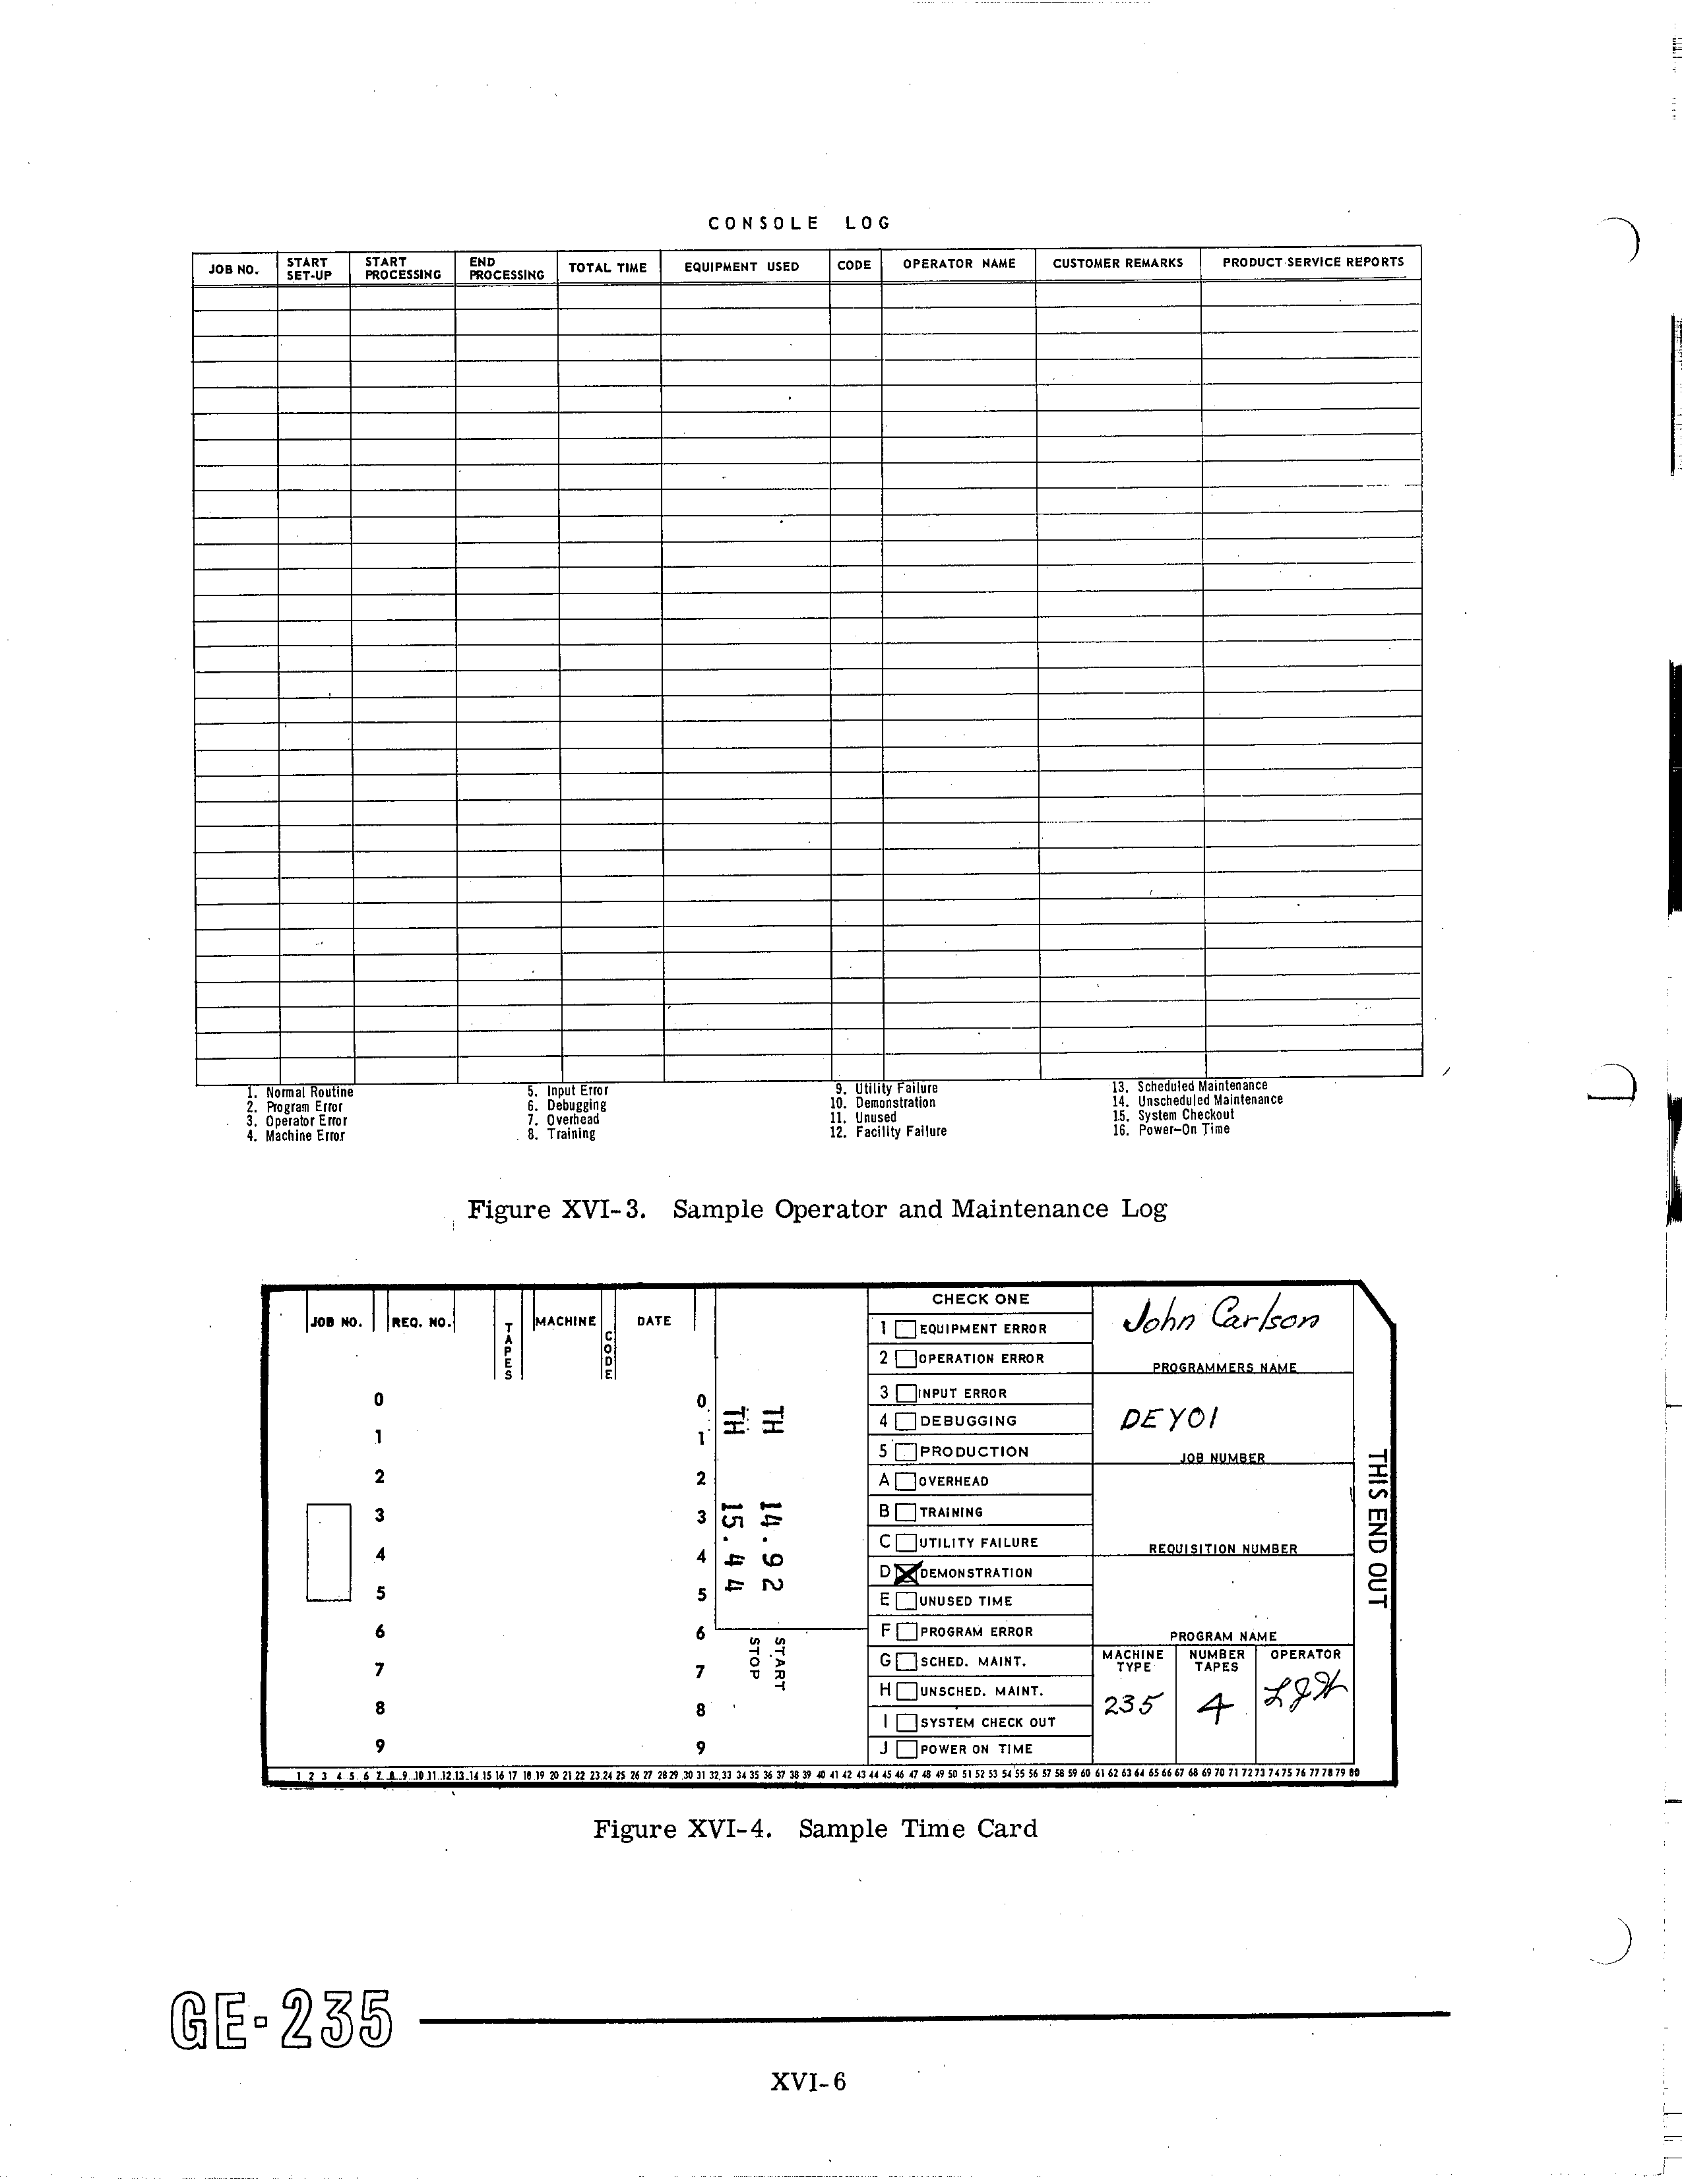 CONSOLE LOG
JOB NO. START SET-UP START PROCESSING END PROCESSING TOTAL TIME EQUIPMENT USED CODE OPERATOR NAME CUSTOMER REMARKS PRODUCT SERVICE REPORTS
1. Normal Routine 5. Input Error 9. Utility Failure 13. Scheduled Maintenance
2. Program Error 6. Debugging 10. Demonstration 14. Unscheduled Maintenance
3. Operator Error 7. Overhead 11. Unused 15. System Checkout
4. Machine Error 8. Training 12. Facility Failure 16. Power-On Time
Figure XVI-3. Sample Operator and Maintenance Log
JOB NO. REQ. NO. TAPES MACHINE CODE DATE
0 0
1 1
2 2
3 3
4 4
5 5
6 6
7 7
8 8
9 9
TH 14.92 START
TH 15.44 STOP
CHECK ONE
1 EQUIPMENT ERROR
2 OPERATION ERROR
3 INPUT ERROR
4 DEBUGGING
5 PRODUCTION
A OVERHEAD
B TRAINING
C UTILITY FAILURE
D DEMONSTRATION
E UNUSED TIME
F PROGRAM ERROR
G SCHED. MAINT.
H UNSCHED. MAINT.
I SYSTEM CHECK OUT
J POWER ON TIME
John Carlson
PROGRAMMERS NAME
DEY01
JOB NUMBER
REQUISITION NUMBER
PROGRAM NAME
MACHINE TYPE NUMBER TAPES OPERATOR
235 4
THIS END OUT
1 2 3 4 5 6 7 8 9 10 11 12 13 14 15 16 17 18 19 20 21 22 23 24 25 26 27 28 29 30 31 32 33 34 35 36 37 38 39 40 41 42 43 44 45 46 47 48 49 50 51 52 53 54 55 56 57 58 59 60 61 62 63 64 65 66 67 68 69 70 71 72 73 74 75 76 77 78 79 80
Figure XVI-4. Sample Time Card
GE-235
XVI-6